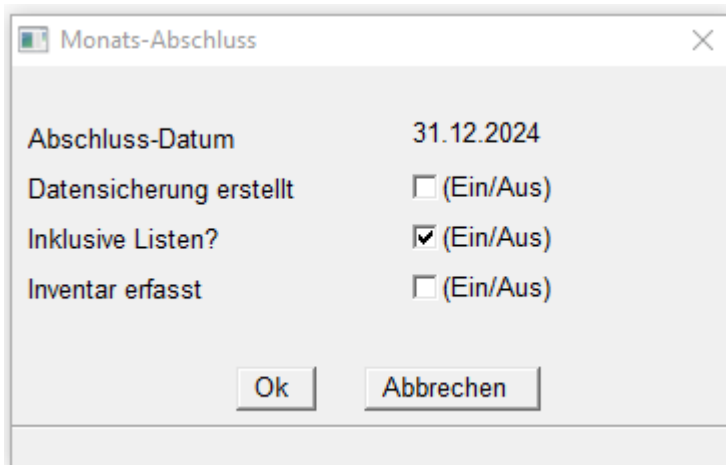 Monats-Abschluss
Abschluss-Datum 31.12.2024
Datensicherung erstellt (Ein/Aus)
Inklusive Listen? (Ein/Aus)
Inventar erfasst (Ein/Aus)
Ok Abbrechen